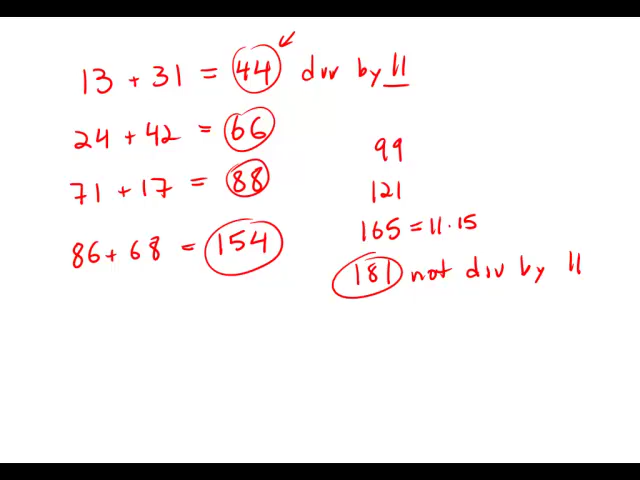 13 + 31 = 44 div by 11
24 + 42 = 66
71 + 17 = 88
86 + 68 = 154
99
121
165 = 11 · 15
181 not div by 11